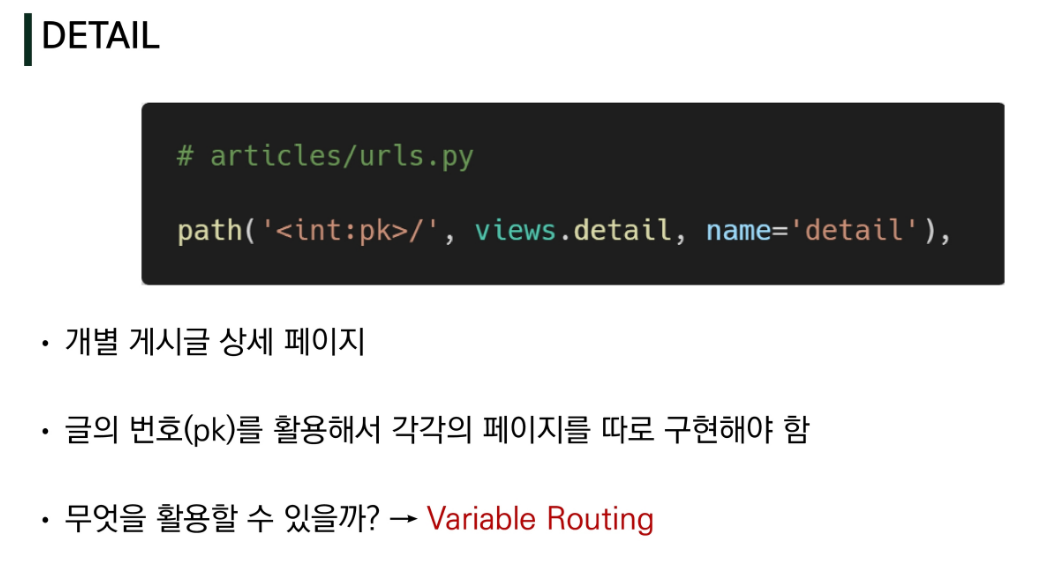 DETAIL
# articles/urls.py
path('<int:pk>/', views.detail, name='detail'),
• 개별 게시글 상세 페이지
• 글의 번호(pk)를 활용해서 각각의 페이지를 따로 구현해야 함
• 무엇을 활용할 수 있을까? → Variable Routing